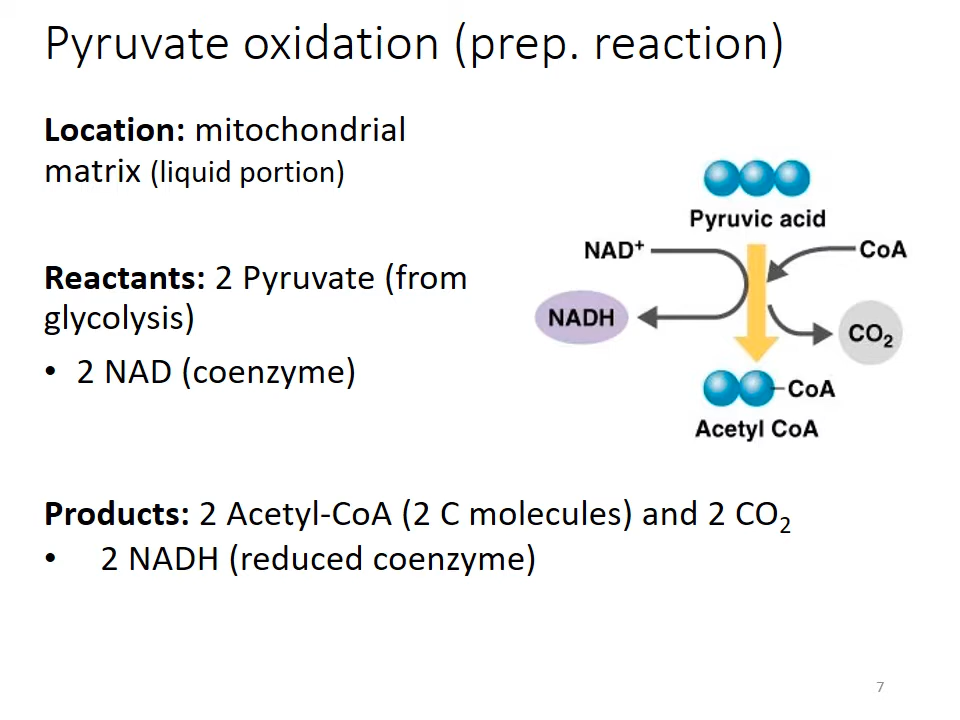 Pyruvate oxidation (prep. reaction)
Location: mitochondrial
matrix (liquid portion)
Reactants: 2 Pyruvate (from
glycolysis)
• 2 NAD (coenzyme)
Pyruvic acid
NAD⁺
CoA
NADH
CO₂
CoA
Acetyl CoA
Products: 2 Acetyl-CoA (2 C molecules) and 2 CO₂
• 2 NADH (reduced coenzyme)
7